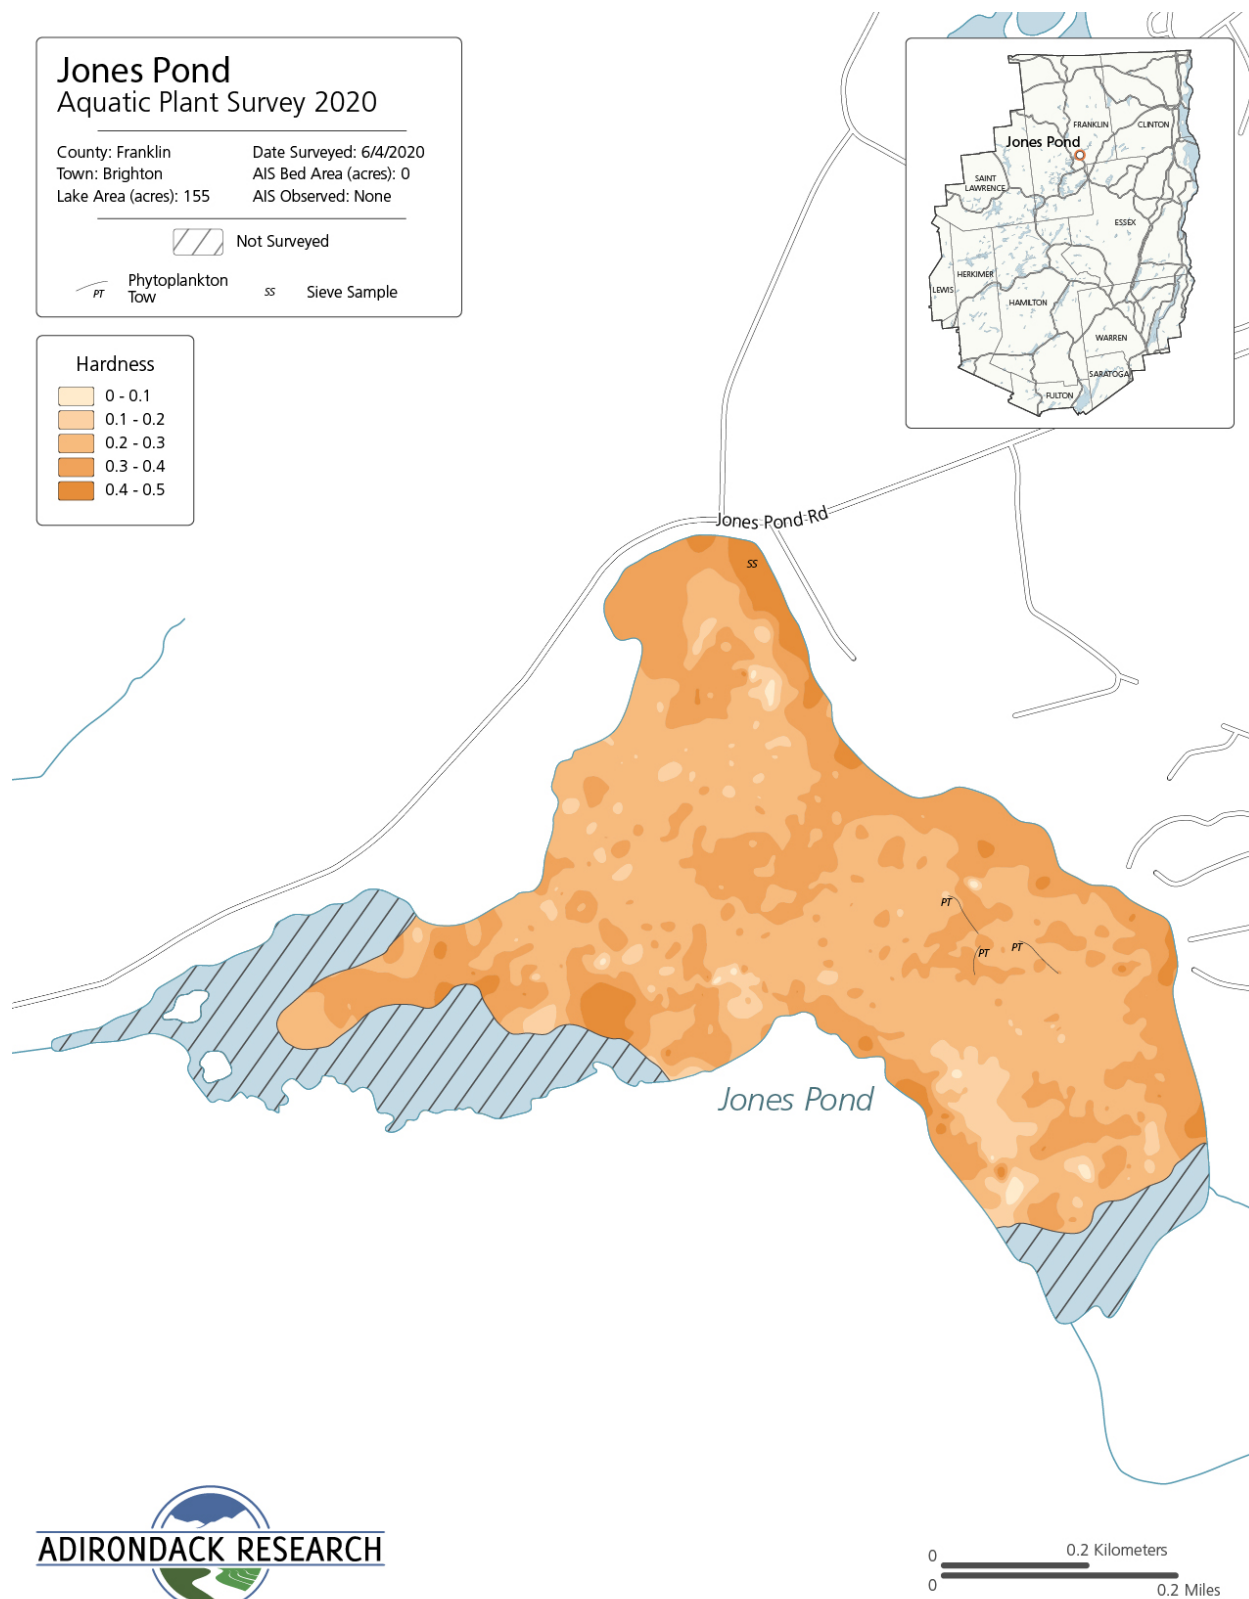 Jones Pond
Aquatic Plant Survey 2020
County: Franklin
Date Surveyed: 6/4/2020
Town: Brighton
AIS Bed Area (acres): 0
Lake Area (acres): 155
AIS Observed: None
Not Surveyed
PT
Phytoplankton
Tow
SS
Sieve Sample
Hardness
0 - 0.1
0.1 - 0.2
0.2 - 0.3
0.3 - 0.4
0.4 - 0.5
FRANKLIN
CLINTON
Jones Pond
SAINT
LAWRENCE
ESSEX
HERKIMER
LEWIS
HAMILTON
WARREN
SARATOGA
FULTON
Jones Pond Rd
SS
PT
PT
PT
Jones Pond
ADIRONDACK RESEARCH
0
0.2 Kilometers
0
0.2 Miles